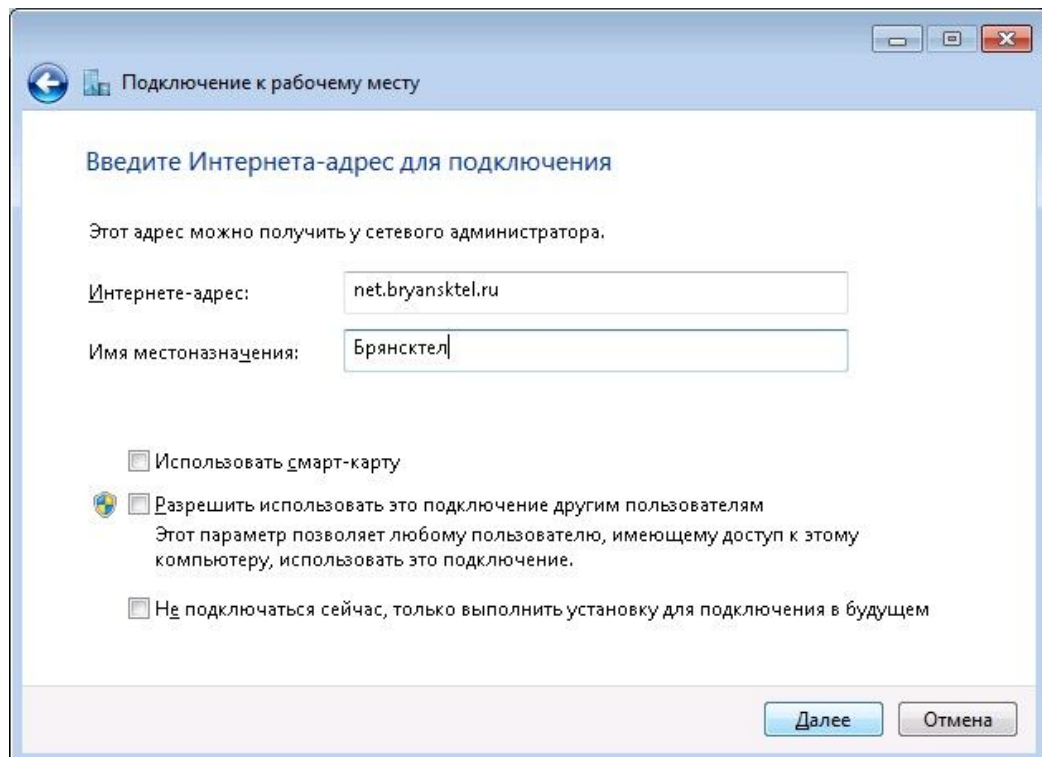 Подключение к рабочему месту
Введите Интернета-адрес для подключения
Этот адрес можно получить у сетевого администратора.
Интернете-адрес: net.bryansktel.ru
Имя местоназначения: Брянсктел
Использовать смарт-карту
Разрешить использовать это подключение другим пользователям
Этот параметр позволяет любому пользователю, имеющему доступ к этому
компьютеру, использовать это подключение.
Не подключаться сейчас, только выполнить установку для подключения в будущем
Далее Отмена